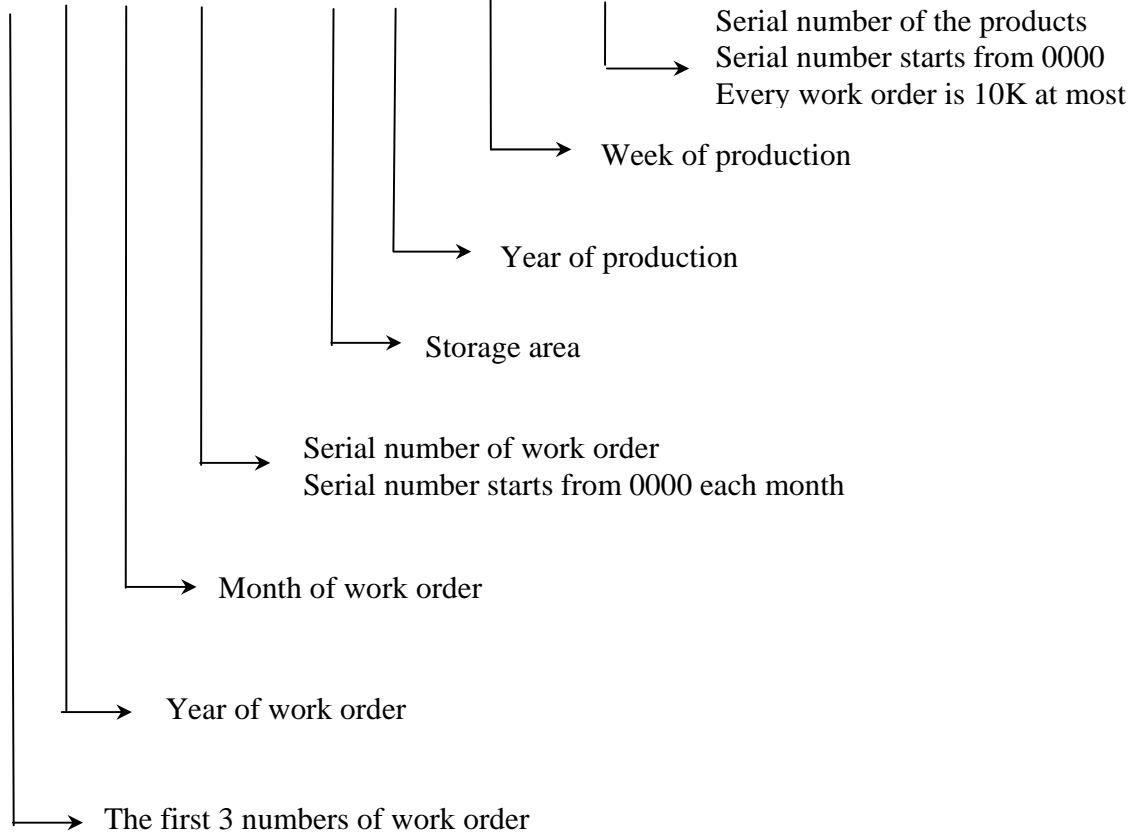 Serial number of the products
Serial number starts from 0000
Every work order is 10K at most
Week of production
Year of production
Storage area
Serial number of work order
Serial number starts from 0000 each month
Month of work order
Year of work order
The first 3 numbers of work order